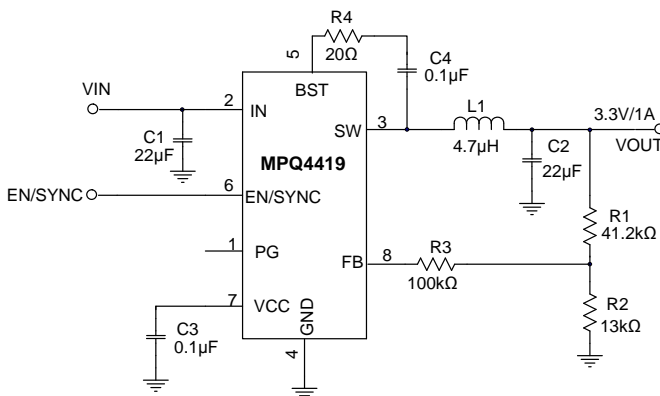 R4
20Ω
5
C4
0.1µF
BST
VIN
2
IN
C1
22µF
SW
3
L1
4.7µH
3.3V/1A
VOUT
C2
22µF
MPQ4419
EN/SYNC
6
EN/SYNC
R1
41.2kΩ
1
PG
FB
8
R3
100kΩ
7
VCC
C3
0.1µF
GND
4
R2
13kΩ